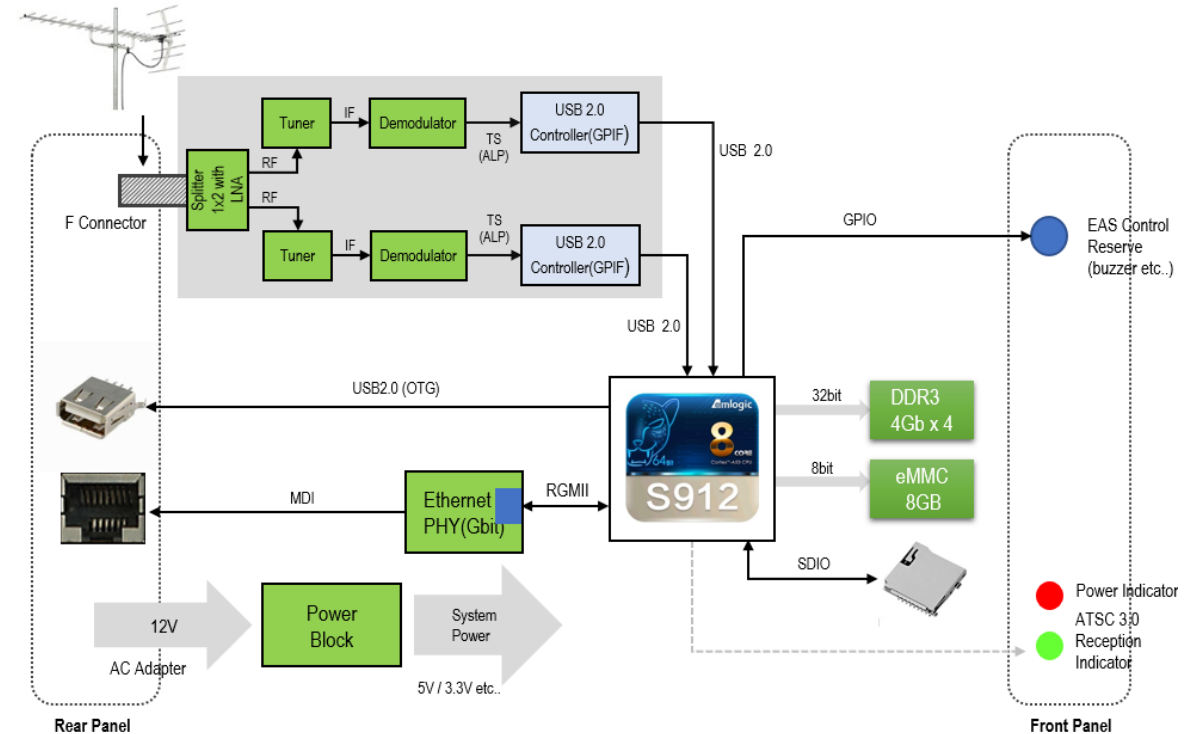 USB 2.0
Controller(GPIF)
Tuner
IF
Demodulator
TS
(ALP)
USB 2.0
RF
Splitter
1x2 with
LNA
RF
F Connector
TS
(ALP)
USB 2.0
Controller(GPIF)
Tuner
IF
Demodulator
GPIO
EAS Control
Reserve
(buzzer etc..)
USB 2.0
USB2.0 (OTG)
amlogic
8
CORE
64Bit
S912
32bit
DDR3
4Gb x 4
8bit
eMMC
8GB
MDI
Ethernet
PHY(Gbit)
RGMII
SDIO
12V
AC Adapter
Power
Block
System
Power
5V / 3.3V etc..
Power Indicator
ATSC 3.0
Reception
Indicator
Rear Panel
Front Panel